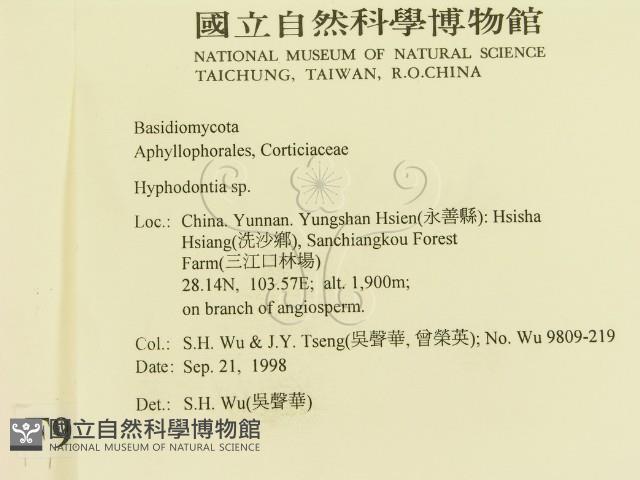 國立自然科學博物館
NATIONAL MUSEUM OF NATURAL SCIENCE
TAICHUNG, TAIWAN, R.O.CHINA
Basidiomycota
Aphyllophorales, Corticiaceae
Hyphodontia sp.
Loc.: China. Yunnan. Yungshan Hsien(永善縣): Hsisha
Hsiang(洗沙鄉), Sanchiangkou Forest
Farm(三江口林場)
28.14N, 103.57E; alt. 1,900m;
on branch of angiosperm.
Col.: S.H. Wu & J.Y. Tseng(吳聲華, 曾榮英); No. Wu 9809-219
Date: Sep. 21, 1998
Det.: S.H. Wu(吳聲華)
國立自然科學博物館
NATIONAL MUSEUM OF NATURAL SCIENCE